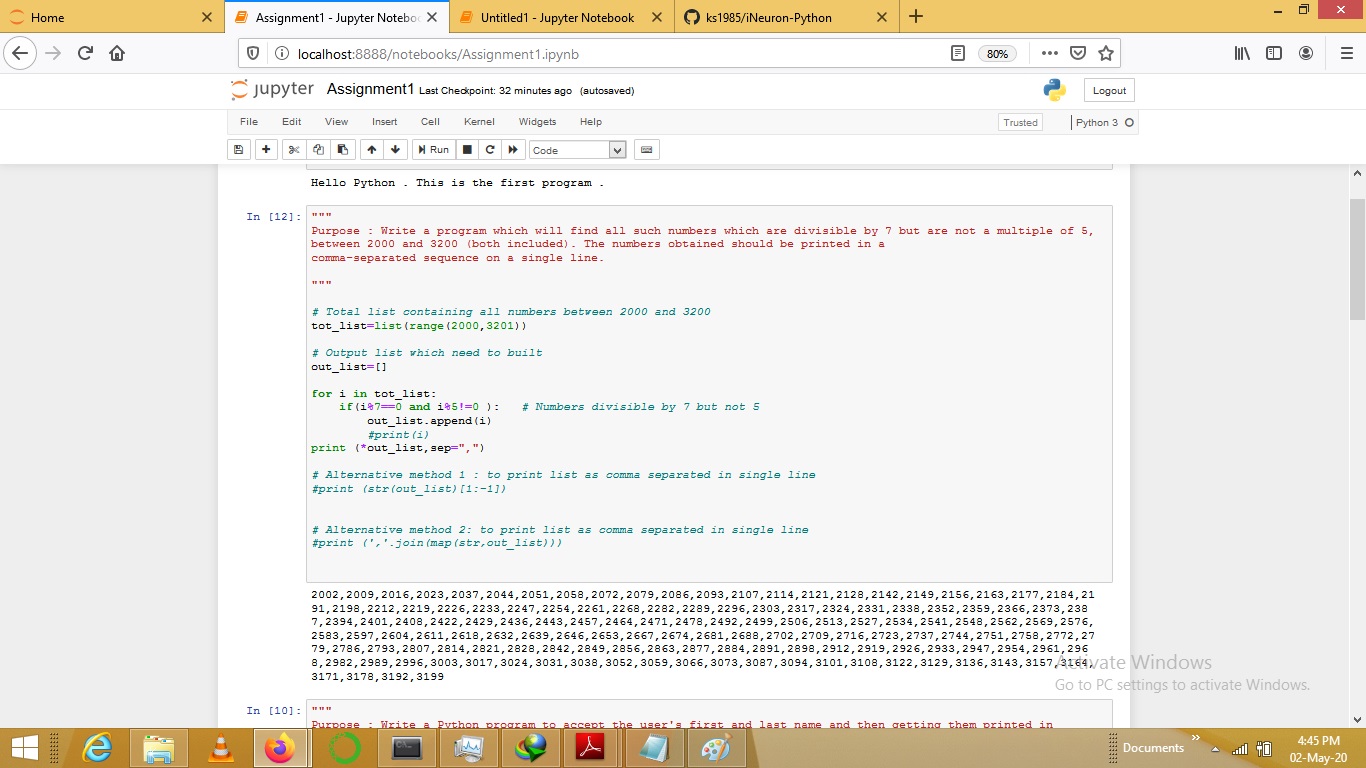 Home
Assignment1 - Jupyter Noteboo
Untitled1 - Jupyter Notebook
ks1985/iNeuron-Python
localhost:8888/notebooks/Assignment1.ipynb
80%
jupyter Assignment1 Last Checkpoint: 32 minutes ago (autosaved)
Logout
File Edit View Insert Cell Kernel Widgets Help
Trusted
Python 3
Run
Code
Hello Python . This is the first program .
In [12]:
"""
Purpose : Write a program which will find all such numbers which are divisible by 7 but are not a multiple of 5,
between 2000 and 3200 (both included). The numbers obtained should be printed in a
comma-separated sequence on a single line.
"""
# Total list containing all numbers between 2000 and 3200
tot_list=list(range(2000,3201))
# Output list which need to built
out_list=[]
for i in tot_list:
    if(i%7==0 and i%5!=0 ):   # Numbers divisible by 7 but not 5
        out_list.append(i)
        #print(i)
print (*out_list,sep=",")
# Alternative method 1 : to print list as comma separated in single line
#print (str(out_list)[1:-1])
# Alternative method 2: to print list as comma separated in single line
#print (','.join(map(str,out_list)))
2002,2009,2016,2023,2037,2044,2051,2058,2072,2079,2086,2093,2107,2114,2121,2128,2142,2149,2156,2163,2177,2184,21
91,2198,2212,2219,2226,2233,2247,2254,2261,2268,2282,2289,2296,2303,2317,2324,2331,2338,2352,2359,2366,2373,238
7,2394,2401,2408,2422,2429,2436,2443,2457,2464,2471,2478,2492,2499,2506,2513,2527,2534,2541,2548,2562,2569,2576,
2583,2597,2604,2611,2618,2632,2639,2646,2653,2667,2674,2681,2688,2702,2709,2716,2723,2737,2744,2751,2758,2772,27
79,2786,2793,2807,2814,2821,2828,2842,2849,2856,2863,2877,2884,2891,2898,2912,2919,2926,2933,2947,2954,2961,296
8,2982,2989,2996,3003,3017,3024,3031,3038,3052,3059,3066,3073,3087,3094,3101,3108,3122,3129,3136,3143,3157,3164,
3171,3178,3192,3199
Activate Windows
Go to PC settings to activate Windows.
In [10]:
"""
Purpose : Write a Python program to accept the user's first and last name and then getting them printed in
Documents
4:45 PM
02-May-20